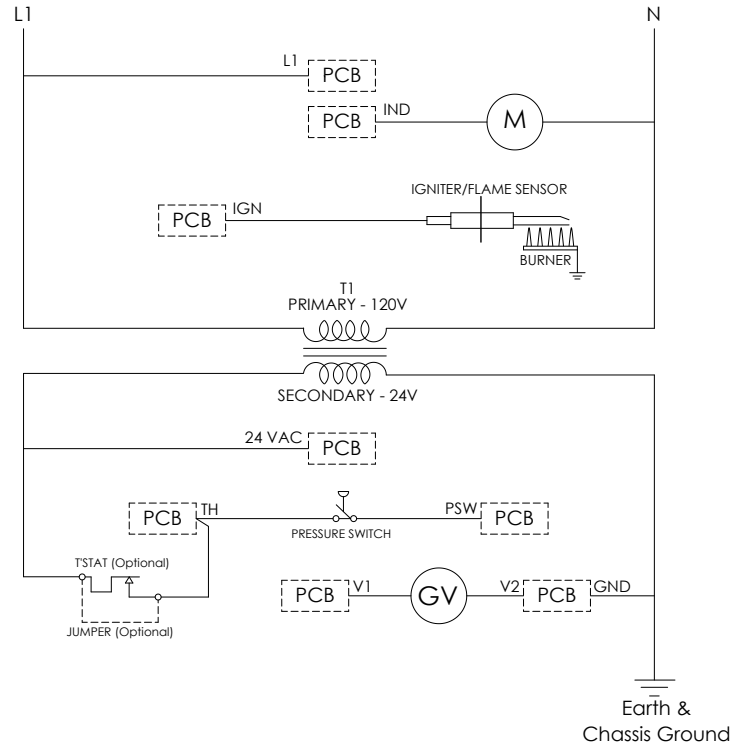 L1 N
L1 PCB
PCB IND M
IGNITER/FLAME SENSOR
PCB IGN
BURNER
T1
PRIMARY - 120V
SECONDARY - 24V
24 VAC PCB
PCB TH PSW PCB
PRESSURE SWITCH
T'STAT (Optional)
PCB V1 GV V2 PCB GND
JUMPER (Optional)
Earth &
Chassis Ground